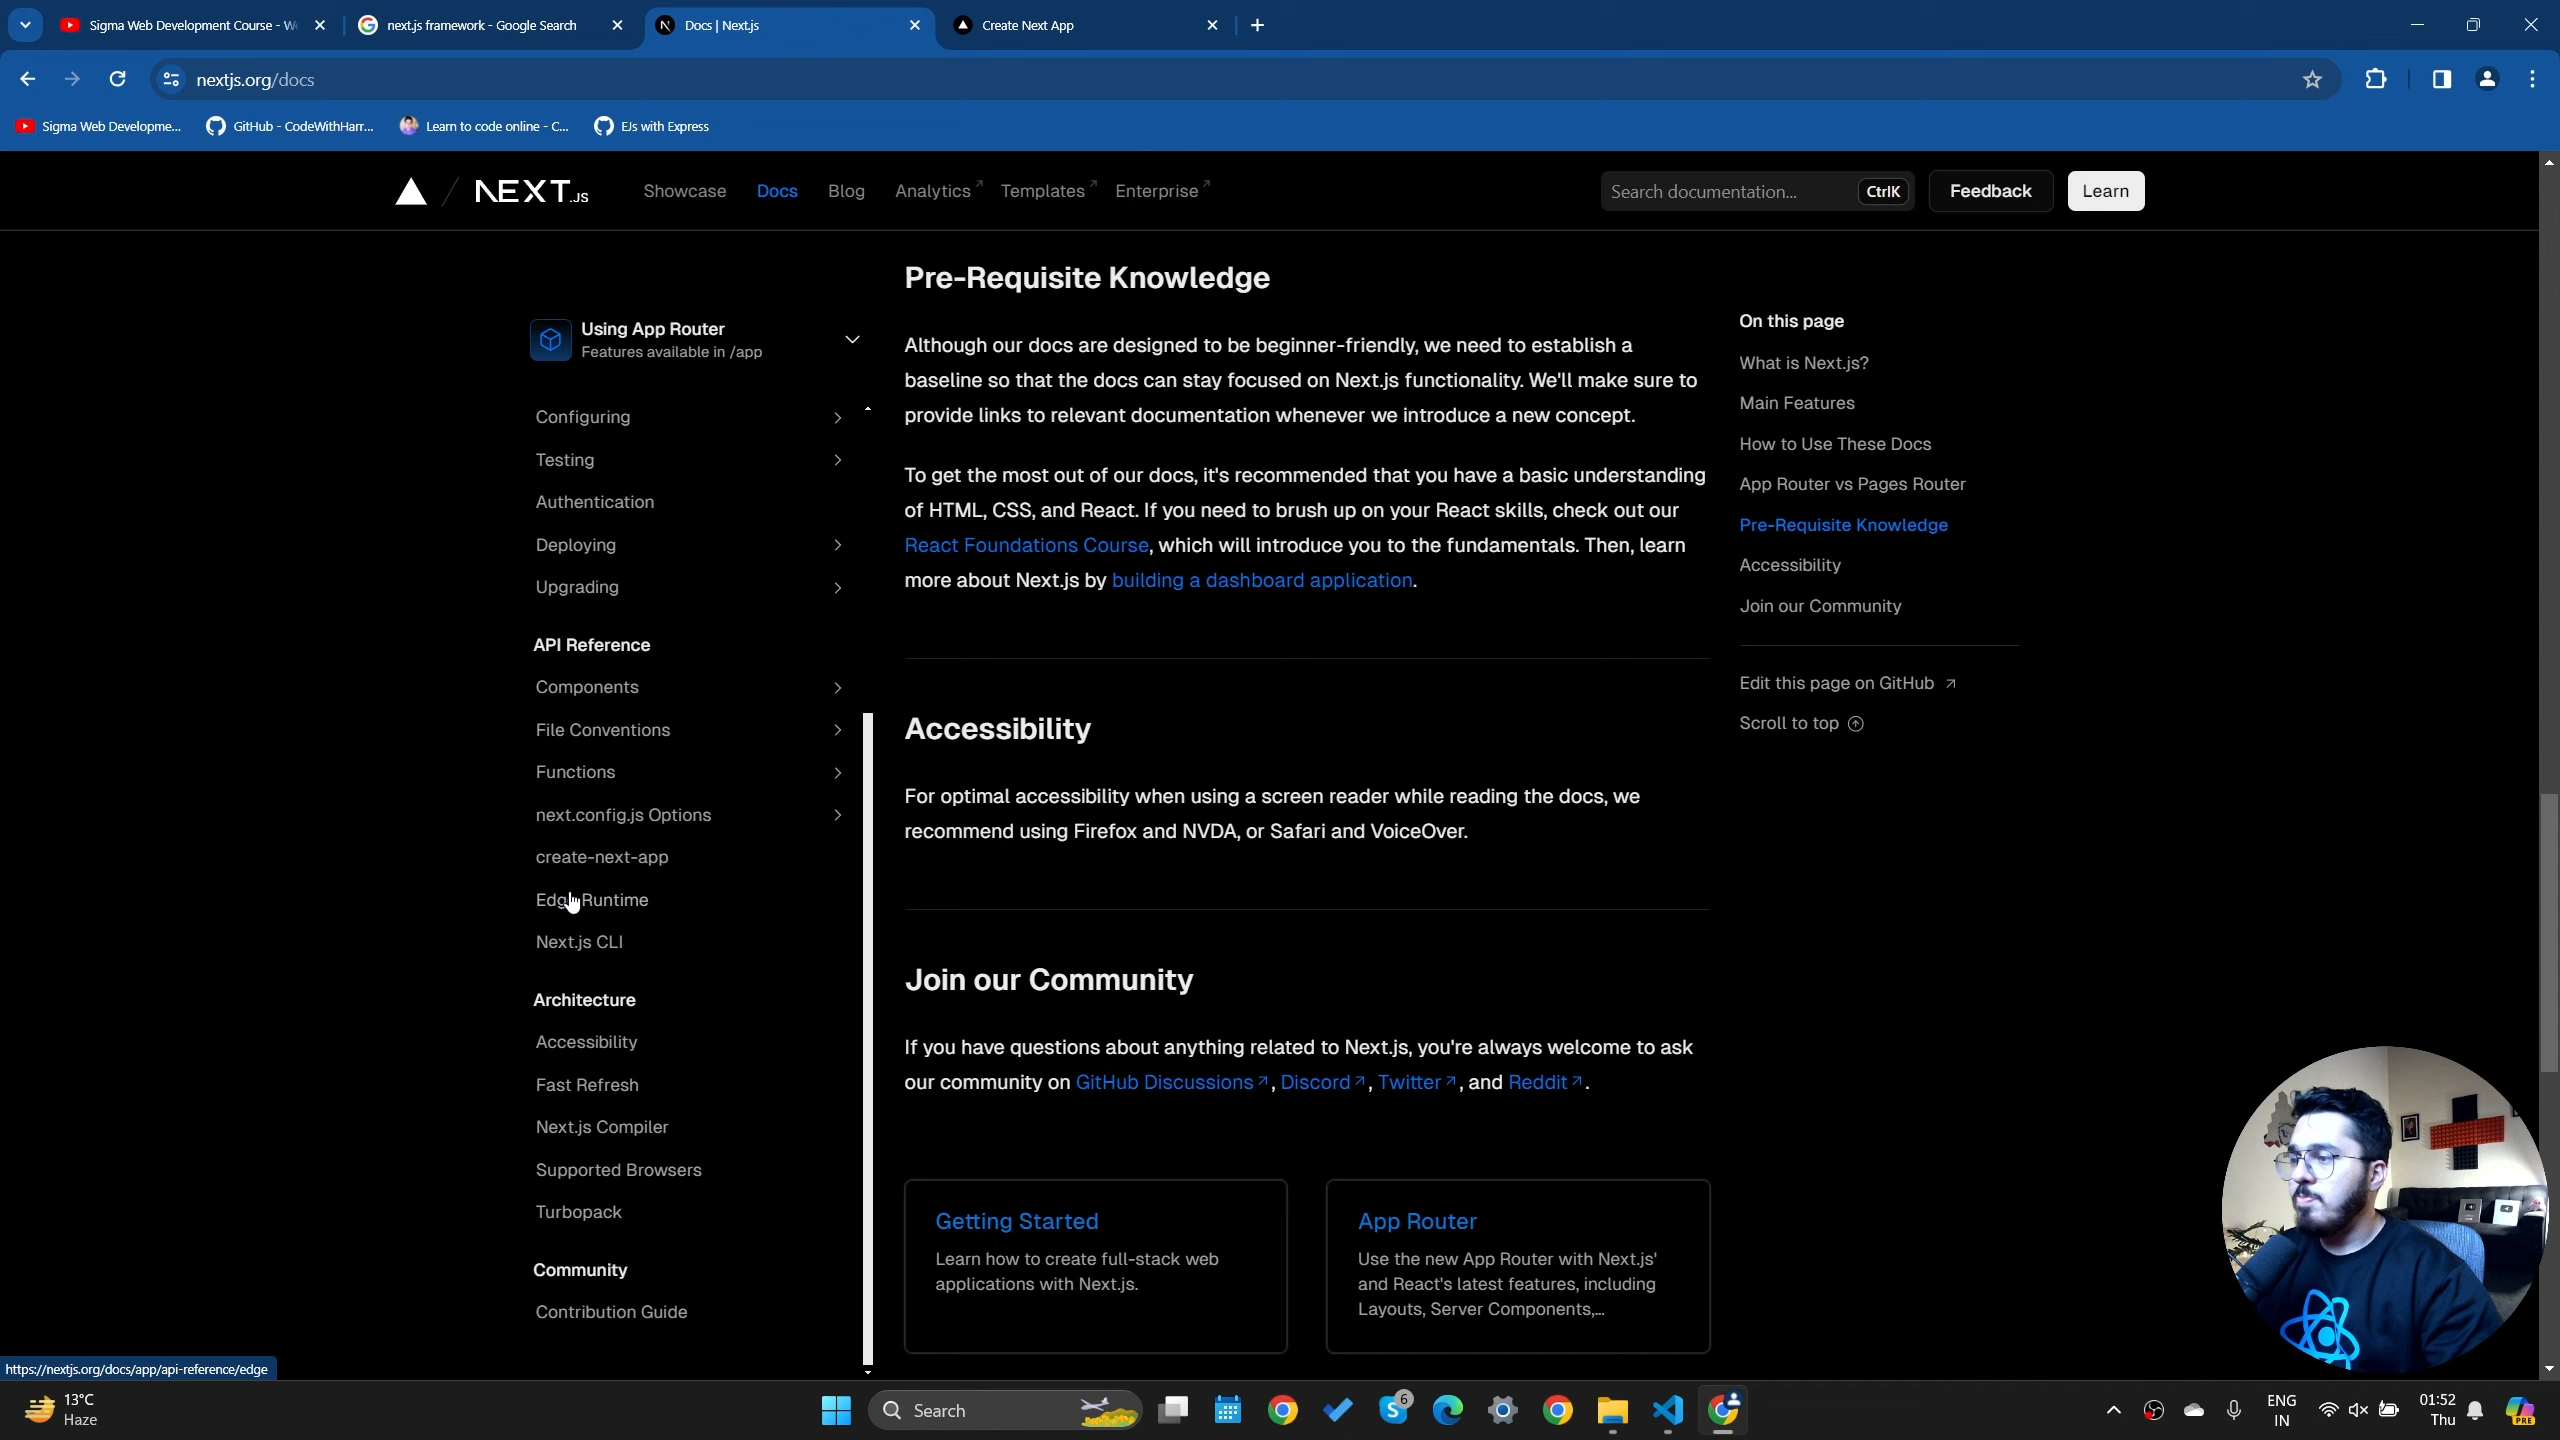 Sigma Web Development Course - W
next.js framework - Google Search
Docs | Next.js
Create Next App
nextjs.org/docs
Sigma Web Developme...
GitHub - CodeWithHarr...
Learn to code online - C...
EJs with Express
NEXT.JS
Showcase
Docs
Blog
Analytics
Templates
Enterprise
Search documentation...
CtrlK
Feedback
Learn
Using App Router
Features available in /app
Configuring
Testing
Authentication
Deploying
Upgrading
API Reference
Components
File Conventions
Functions
next.config.js Options
create-next-app
Edge Runtime
Next.js CLI
Architecture
Accessibility
Fast Refresh
Next.js Compiler
Supported Browsers
Turbopack
Community
Contribution Guide
Pre-Requisite Knowledge
Although our docs are designed to be beginner-friendly, we need to establish a
baseline so that the docs can stay focused on Next.js functionality. We'll make sure to
provide links to relevant documentation whenever we introduce a new concept.
To get the most out of our docs, it's recommended that you have a basic understanding
of HTML, CSS, and React. If you need to brush up on your React skills, check out our
React Foundations Course, which will introduce you to the fundamentals. Then, learn
more about Next.js by building a dashboard application.
Accessibility
For optimal accessibility when using a screen reader while reading the docs, we
recommend using Firefox and NVDA, or Safari and VoiceOver.
Join our Community
If you have questions about anything related to Next.js, you're always welcome to ask
our community on GitHub Discussions, Discord, Twitter, and Reddit.
Getting Started
Learn how to create full-stack web
applications with Next.js.
App Router
Use the new App Router with Next.js'
and React's latest features, including
Layouts, Server Components,...
On this page
What is Next.js?
Main Features
How to Use These Docs
App Router vs Pages Router
Pre-Requisite Knowledge
Accessibility
Join our Community
Edit this page on GitHub
Scroll to top
https://nextjs.org/docs/app/api-reference/edge
13°C
Haze
Search
6
ENG
IN
01:52
Thu
PRE